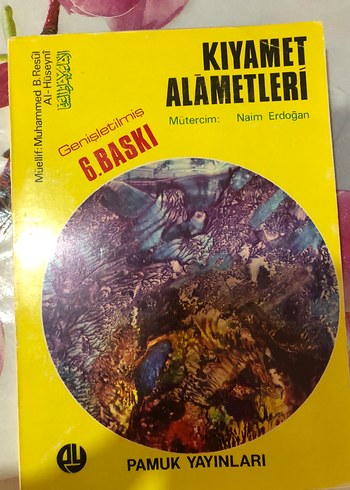 KIYAMET
ALÂMETLERİ
Mütercim: Naim Erdoğan
Müellif: Muhammed B.Resûl
Al-Hüseynî
Genişletilmiş
6.BASKI
PAMUK YAYINLARI